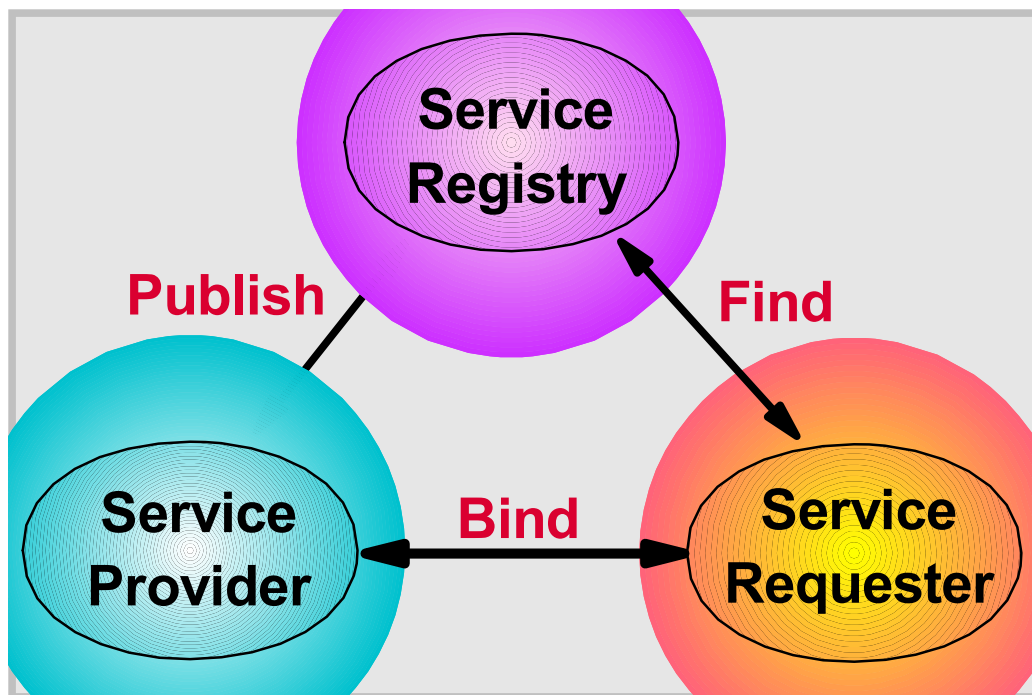 Service
Registry
Publish
Find
Service
Provider
Bind
Service
Requester